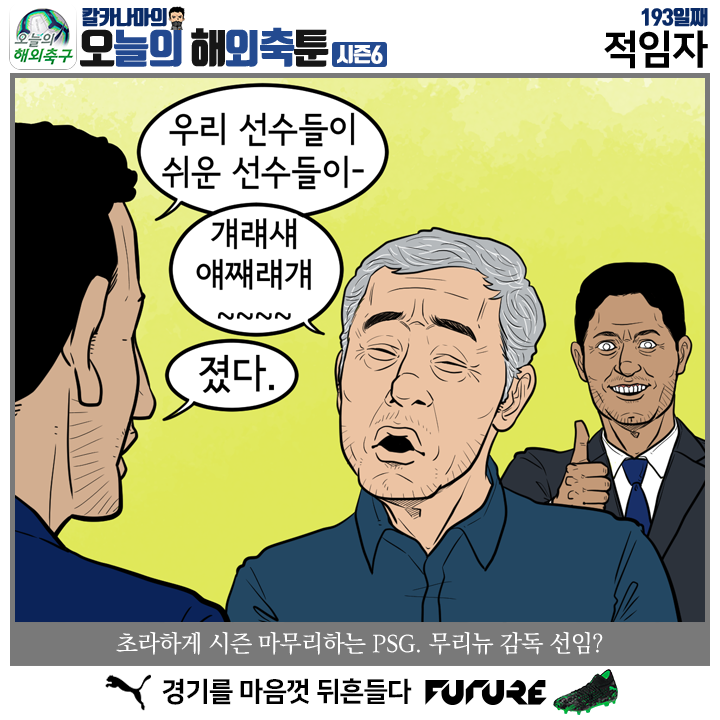 오늘의
해외축구
칼카나마의
오늘의 해외축툰 시즌6
193일째
적임자
우리 선수들이
쉬운 선수들이-
걔럐섀
얘쨰럐걔
~~~~
졌다.
초라하게 시즌 마무리하는 PSG. 무리뉴 감독 선임?
경기를 마음껏 뒤흔들다 FUTURE